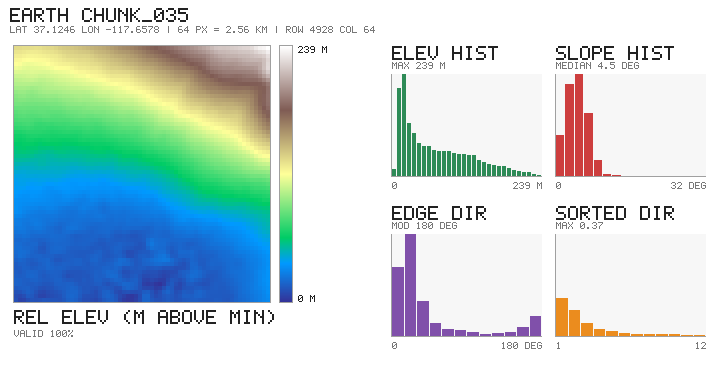 EARTH CHUNK_035
LAT 37.1246 LON -117.6578 | 64 PX = 2.56 KM | ROW 4928 COL 64
239 M
0 M
REL ELEV (M ABOVE MIN)
VALID 100%
ELEV HIST
MAX 239 M
0 239 M
SLOPE HIST
MEDIAN 4.5 DEG
0 32 DEG
EDGE DIR
MOD 180 DEG
0 180 DEG
SORTED DIR
MAX 0.37
1 12